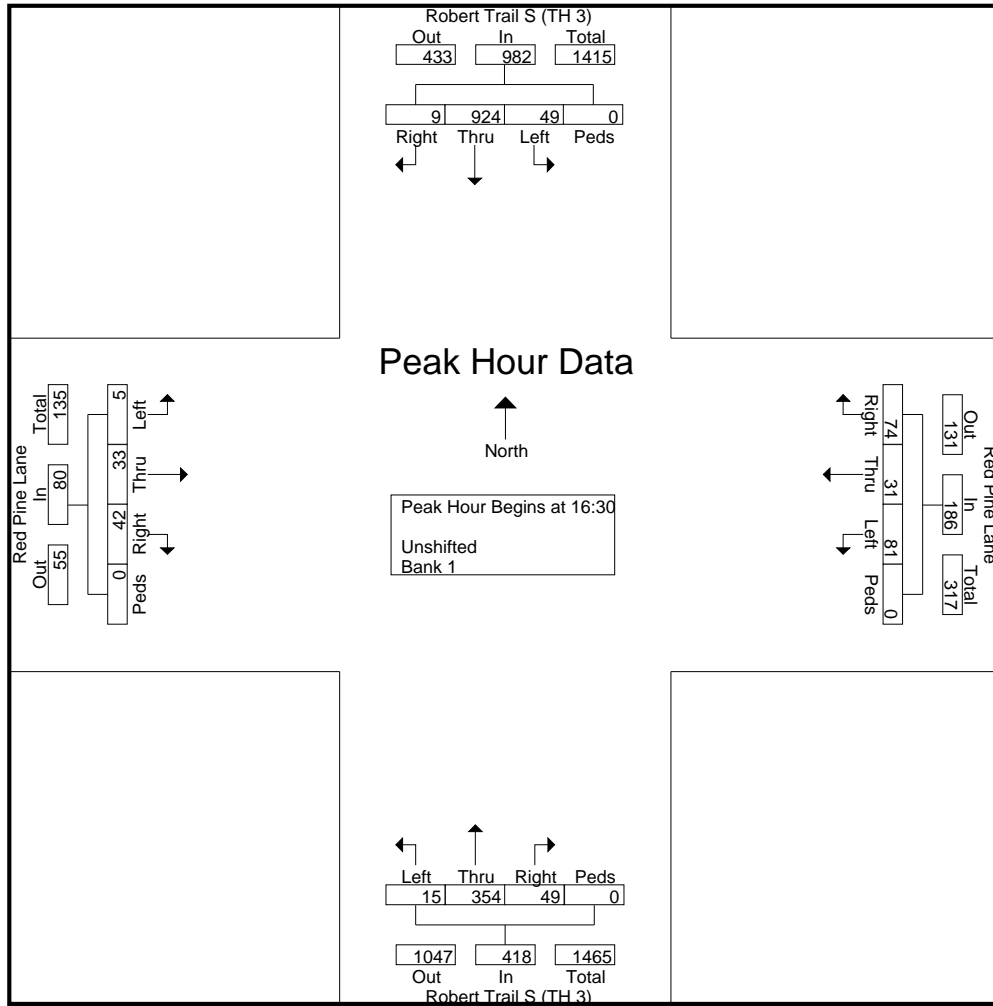 Robert Trail S (TH 3)
Out In Total
433 982 1415
9 924 49 0
Right Thru Left Peds
Peak Hour Data
North
Peak Hour Begins at 16:30
Unshifted
Bank 1
Red Pine Lane
Total In Out
135 80 55
5 33 42 0
Left Thru Right Peds
Right Thru Left Peds
74 31 81 0
Out In Total
131 186 317
Red Pine Lane
Left Thru Right Peds
15 354 49 0
1047 418 1465
Out In Total
Robert Trail S (TH 3)